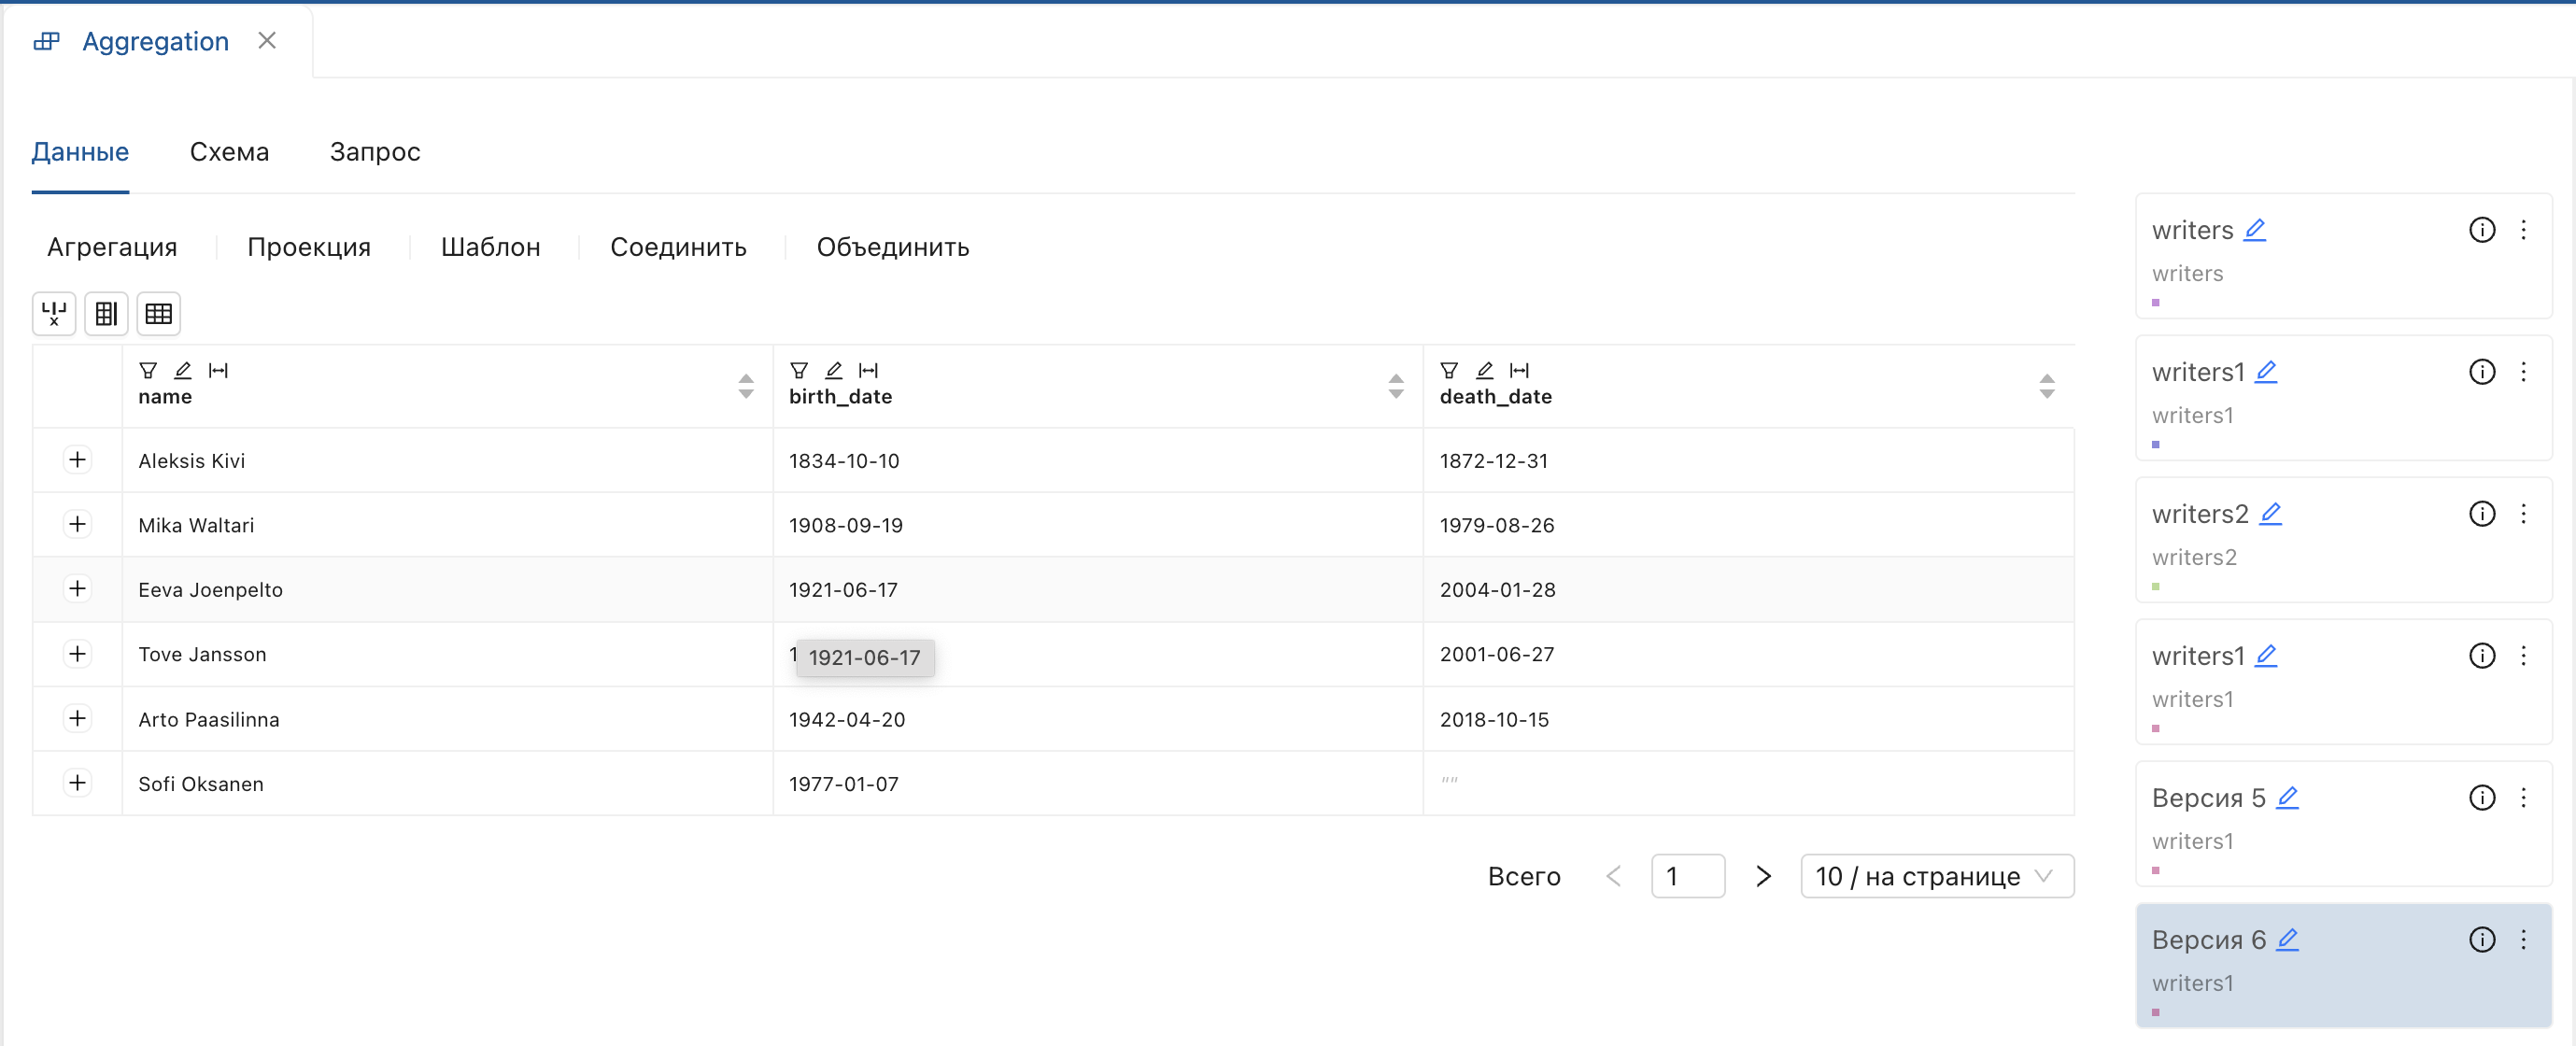 Aggregation
Данные Схема Запрос
Агрегация Проекция Шаблон Соединить Объединить
name birth_date death_date
Aleksis Kivi 1834-10-10 1872-12-31
Mika Waltari 1908-09-19 1979-08-26
Eeva Joenpelto 1921-06-17 2004-01-28
Tove Jansson 1921-06-17 2001-06-27
Arto Paasilinna 1942-04-20 2018-10-15
Sofi Oksanen 1977-01-07 ""
Всего 1 10 / на странице
writers
writers
writers1
writers1
writers2
writers2
writers1
writers1
Версия 5
writers1
Версия 6
writers1